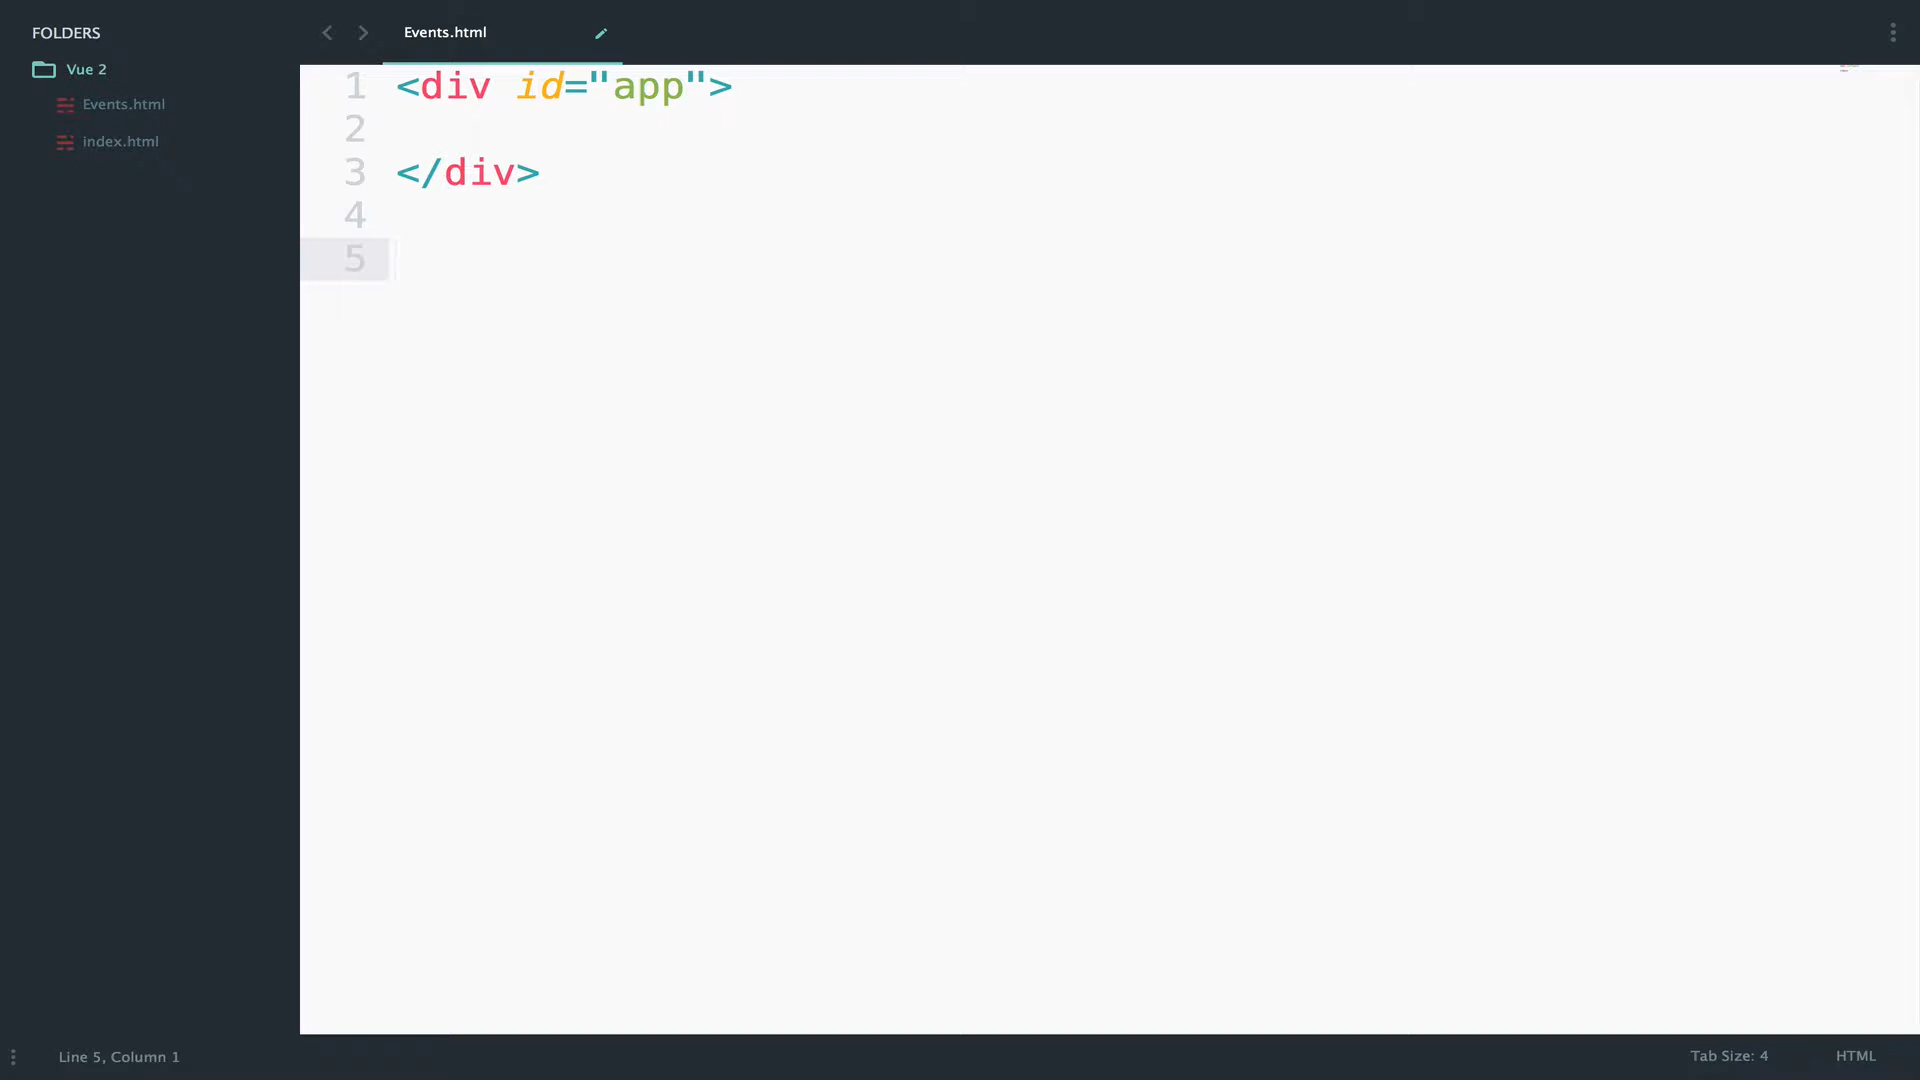 FOLDERS
Vue 2
Events.html
index.html
Events.html
1 <div id="app">
2
3 </div>
4
5
Line 5, Column 1
Tab Size: 4
HTML